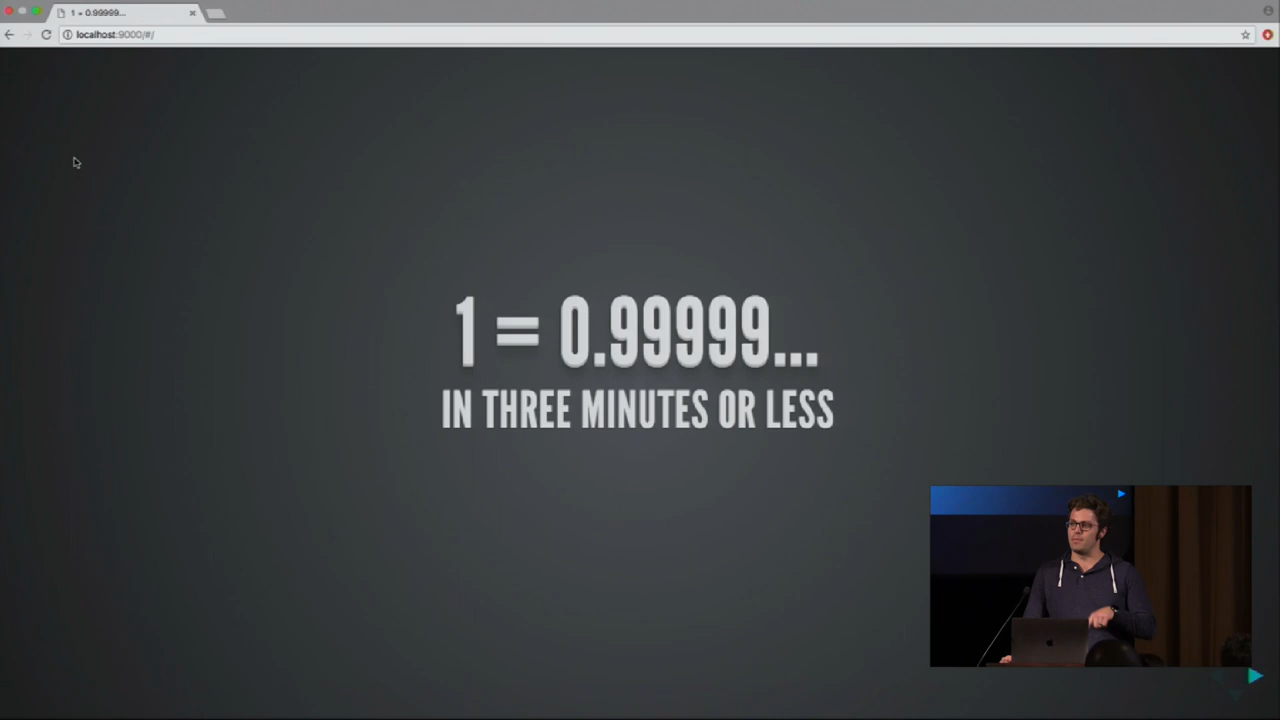 1 = 0.99999...
localhost:9000/#/
1 = 0.99999...
IN THREE MINUTES OR LESS